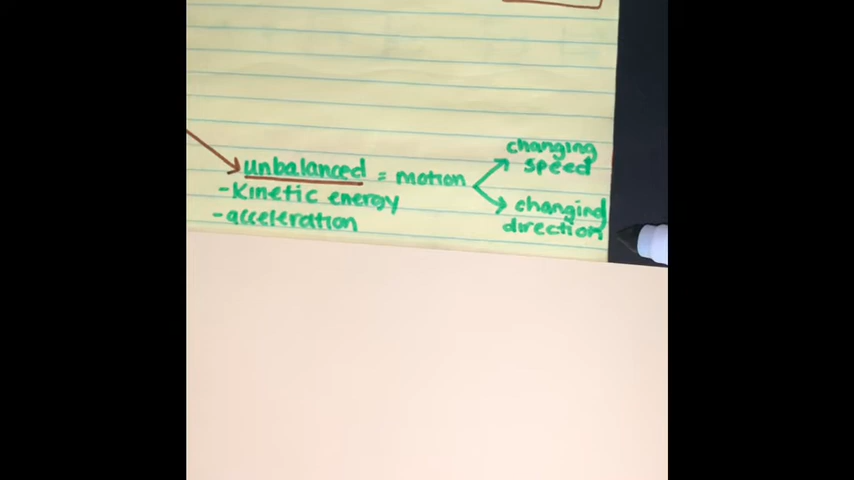 unbalanced = motion
changing
speed
changing
direction
-Kinetic energy
-acceleration